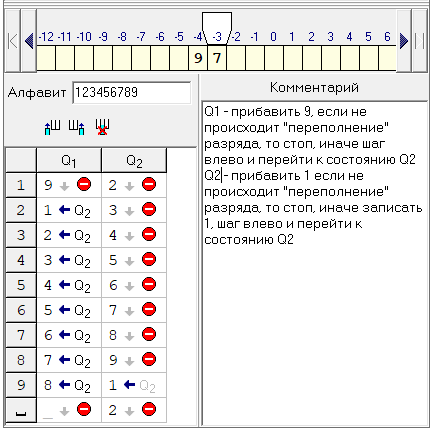 -12 -11 -10 -9 -8 -7 -6 -5 -4 -3 -2 -1 0 1 2 3 4 5 6
9 7
Алфавит 123456789
Q1 Q2
1 9 2
2 1 Q2 3
3 2 Q2 4
4 3 Q2 5
5 4 Q2 6
6 5 Q2 7
7 6 Q2 8
8 7 Q2 9
9 8 Q2 1 Q2
_ 2
Комментарий
Q1 - прибавить 9, если не
происходит "переполнение"
разряда, то стоп, иначе шаг
влево и перейти к состоянию Q2
Q2 - прибавить 1 если не
происходит "переполнение"
разряда, то стоп, иначе записать
1, шаг влево и перейти к
состоянию Q2